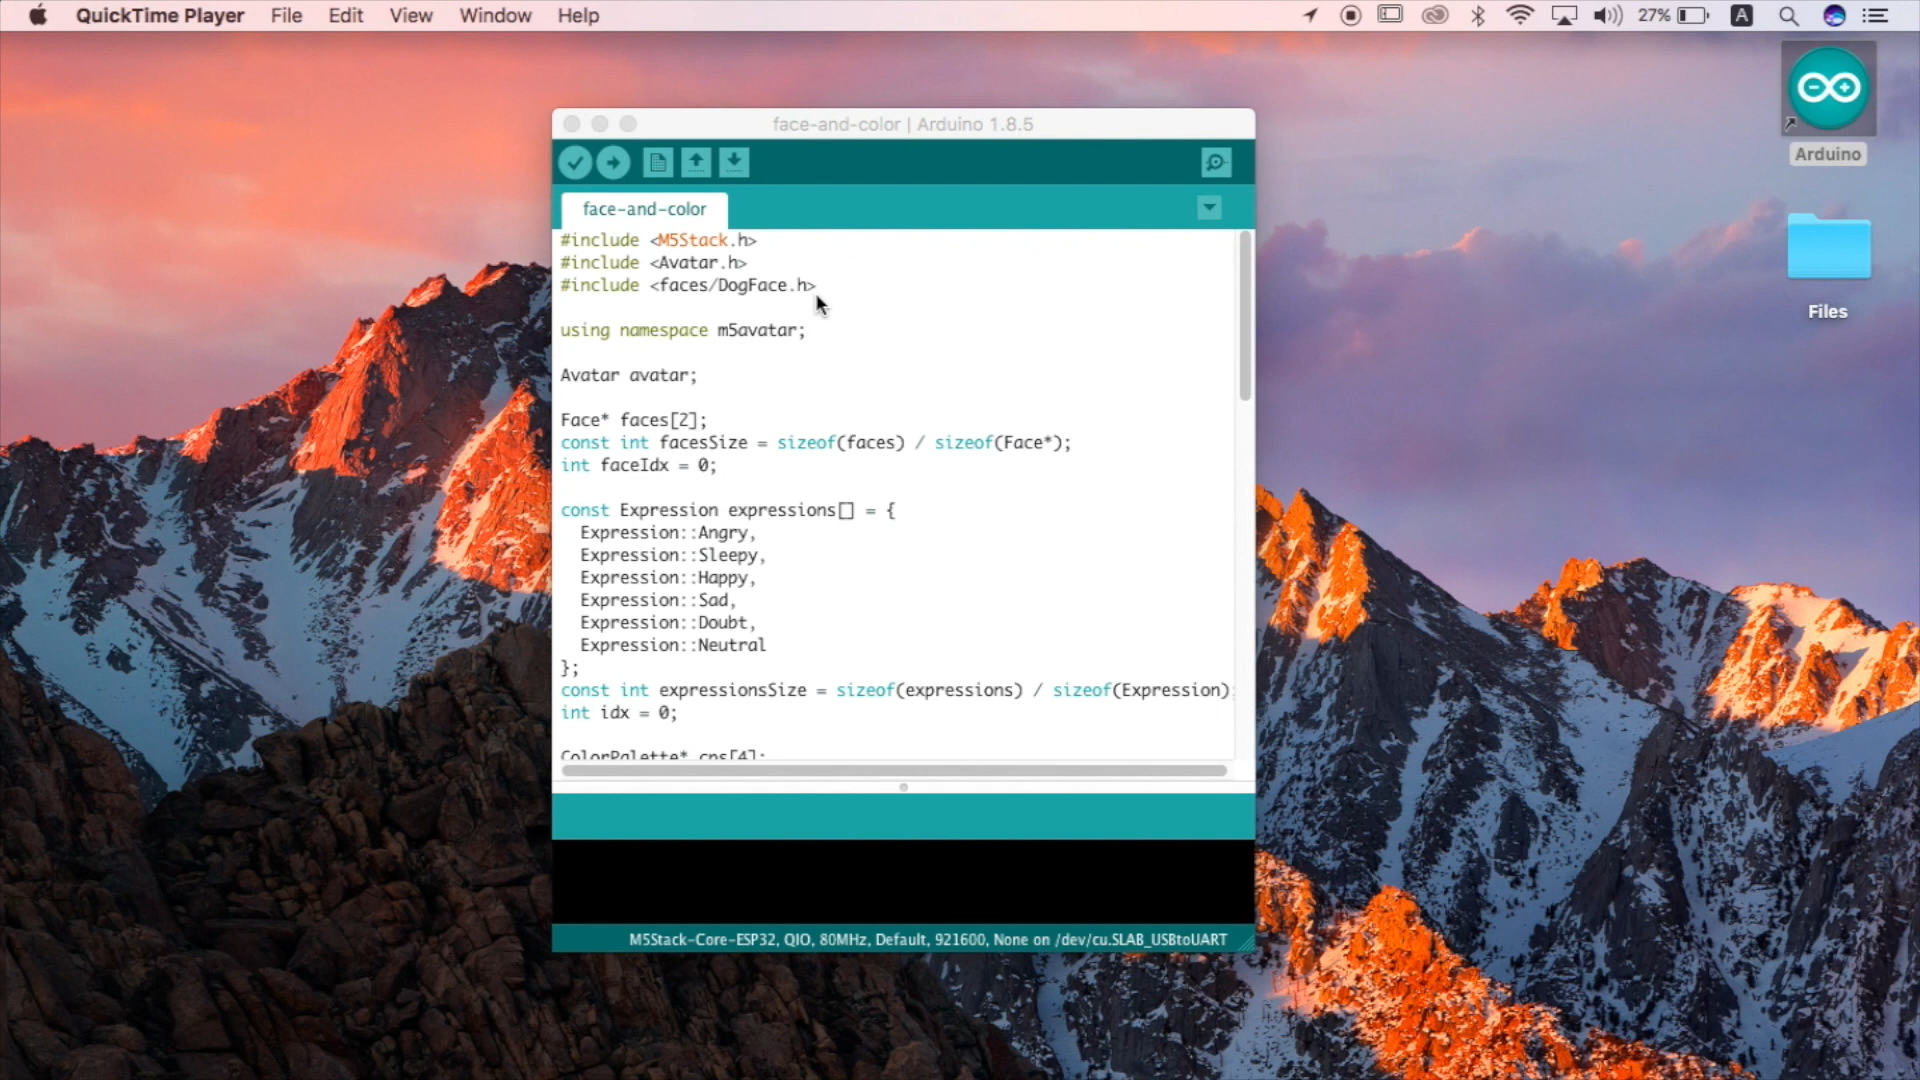 QuickTime Player File Edit View Window Help 27% A
Arduino
Files
face-and-color | Arduino 1.8.5
face-and-color
#include <M5Stack.h>
#include <Avatar.h>
#include <faces/DogFace.h>
using namespace m5avatar;
Avatar avatar;
Face* faces[2];
const int facesSize = sizeof(faces) / sizeof(Face*);
int faceIdx = 0;
const Expression expressions[] = {
Expression::Angry,
Expression::Sleepy,
Expression::Happy,
Expression::Sad,
Expression::Doubt,
Expression::Neutral
};
const int expressionsSize = sizeof(expressions) / sizeof(Expression);
int idx = 0;
ColorPalette* cps[4];
M5Stack-Core-ESP32, QIO, 80MHz, Default, 921600, None on /dev/cu.SLAB_USBtoUART